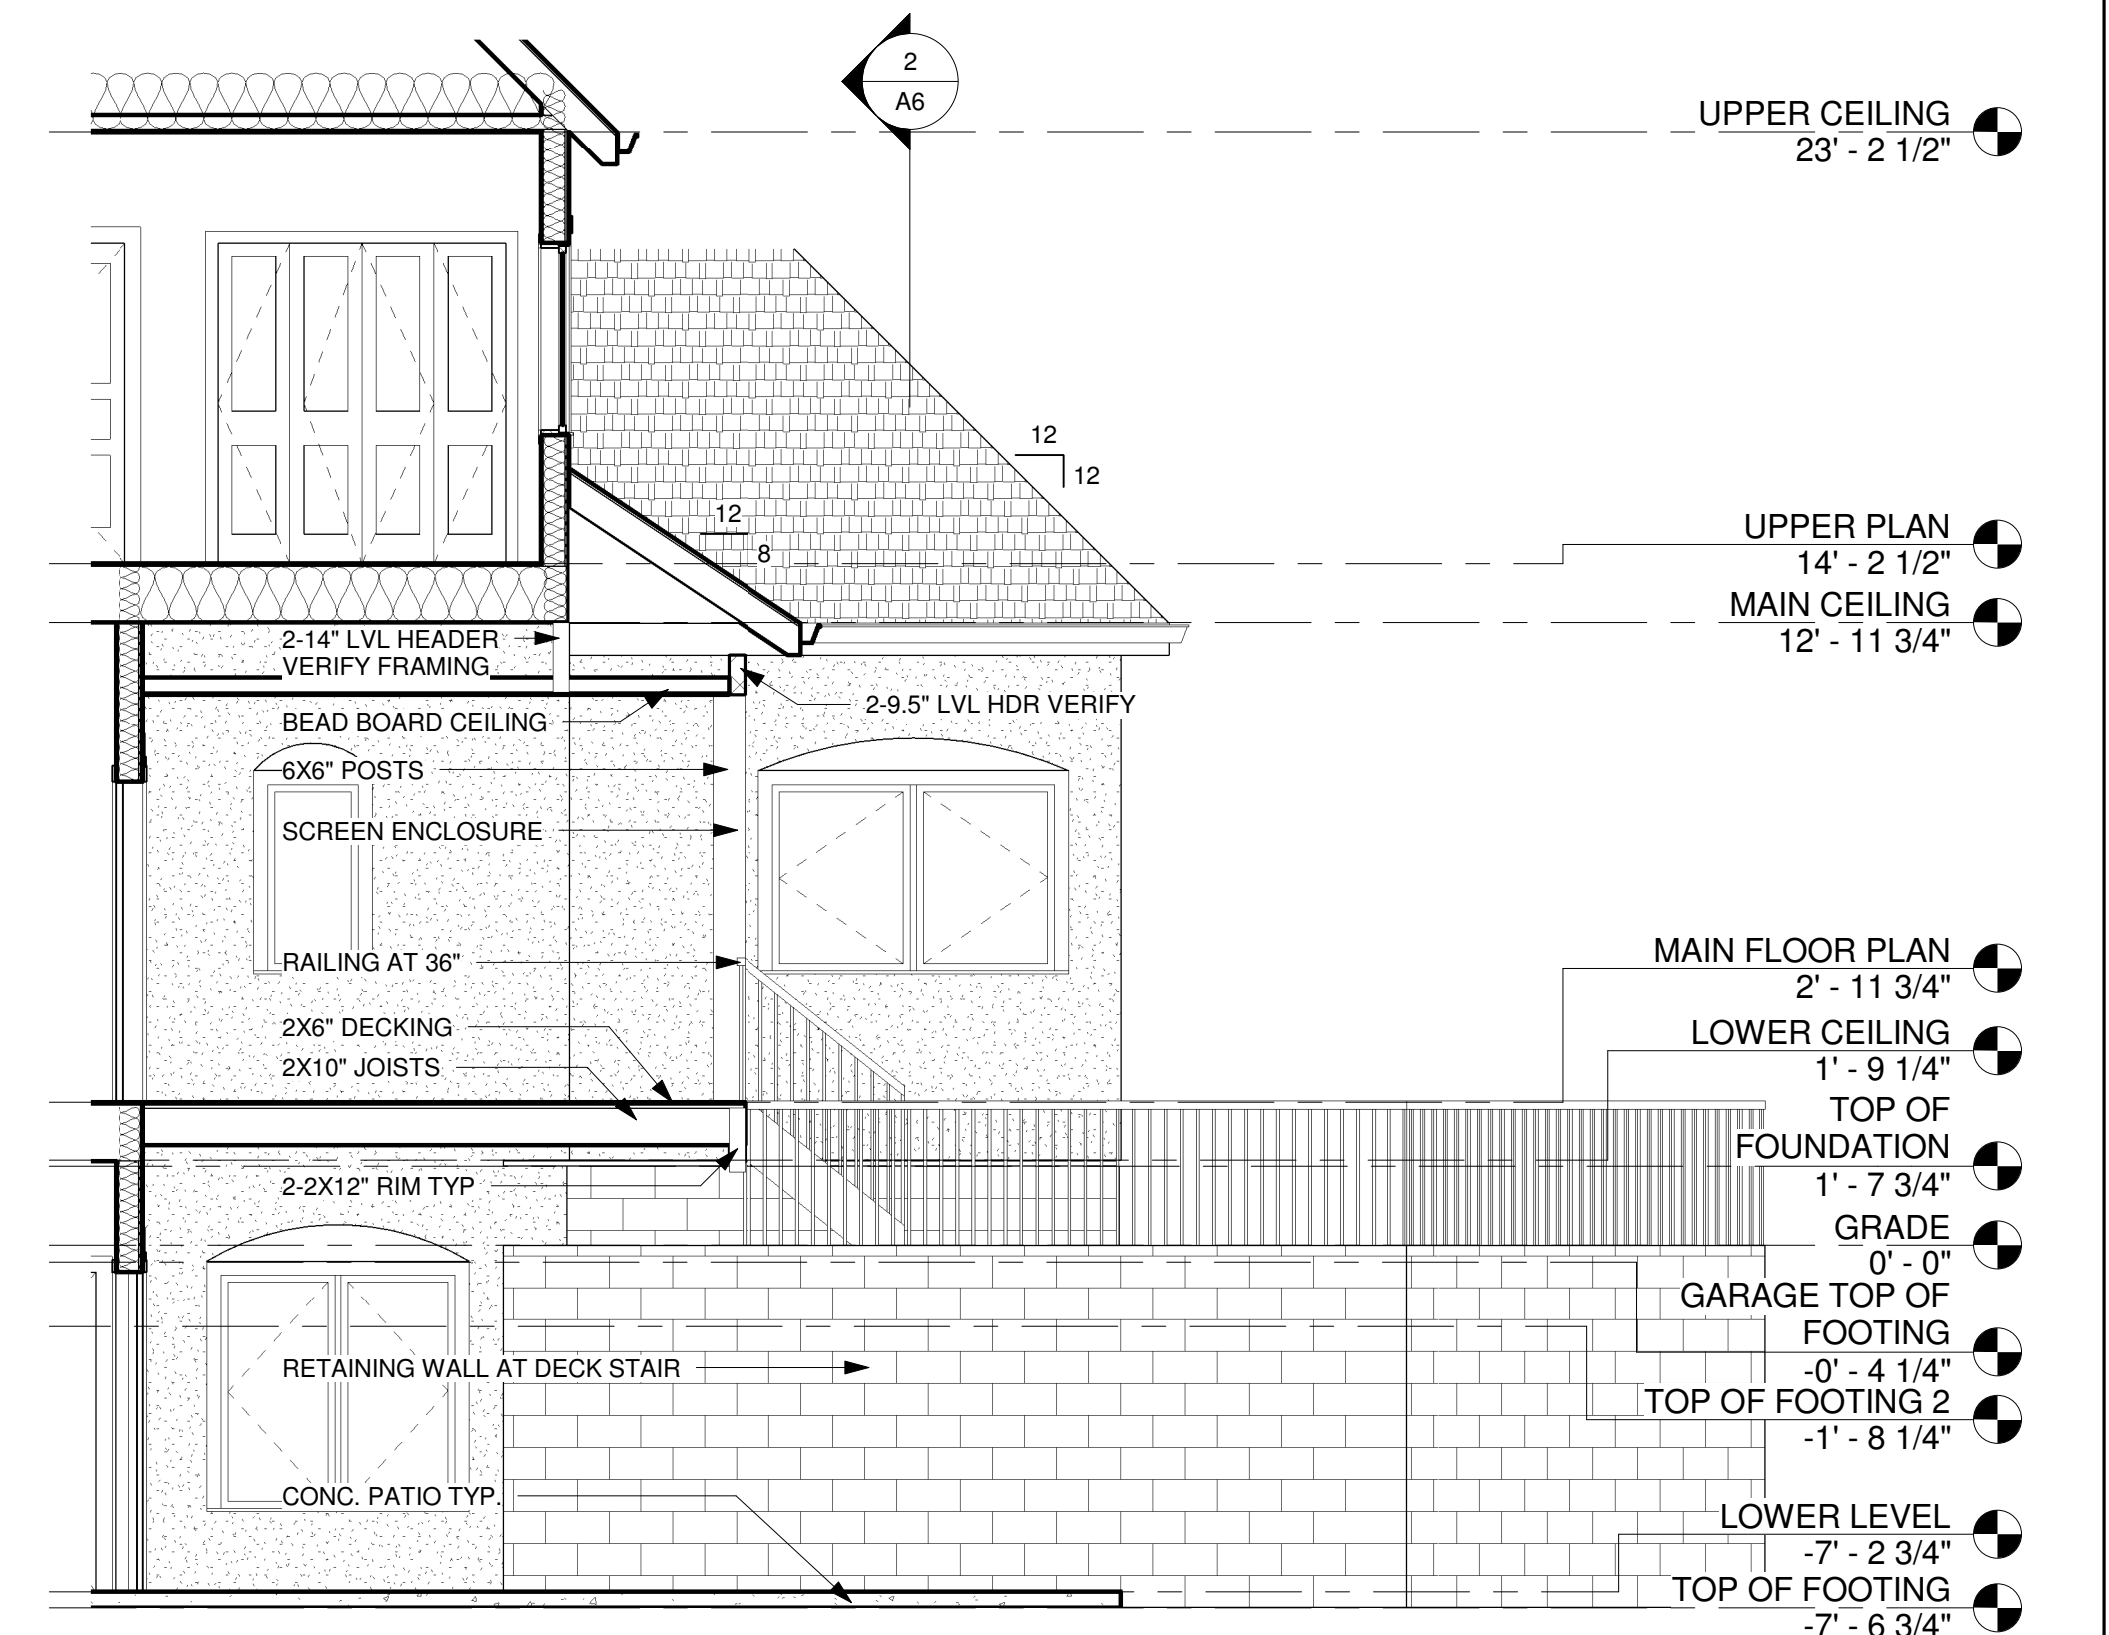 2
A6
UPPER CEILING
23' - 2 1/2"
12
12
12
8
UPPER PLAN
14' - 2 1/2"
MAIN CEILING
12' - 11 3/4"
2-14" LVL HEADER
VERIFY FRAMING
2-9.5" LVL HDR VERIFY
BEAD BOARD CEILING
6X6" POSTS
SCREEN ENCLOSURE
RAILING AT 36"
MAIN FLOOR PLAN
2' - 11 3/4"
2X6" DECKING
LOWER CEILING
1' - 9 1/4"
2X10" JOISTS
TOP OF
FOUNDATION
1' - 7 3/4"
2-2X12" RIM TYP
GRADE
0' - 0"
GARAGE TOP OF
FOOTING
-0' - 4 1/4"
RETAINING WALL AT DECK STAIR
TOP OF FOOTING 2
-1' - 8 1/4"
CONC. PATIO TYP.
LOWER LEVEL
-7' - 2 3/4"
TOP OF FOOTING
-7' - 6 3/4"